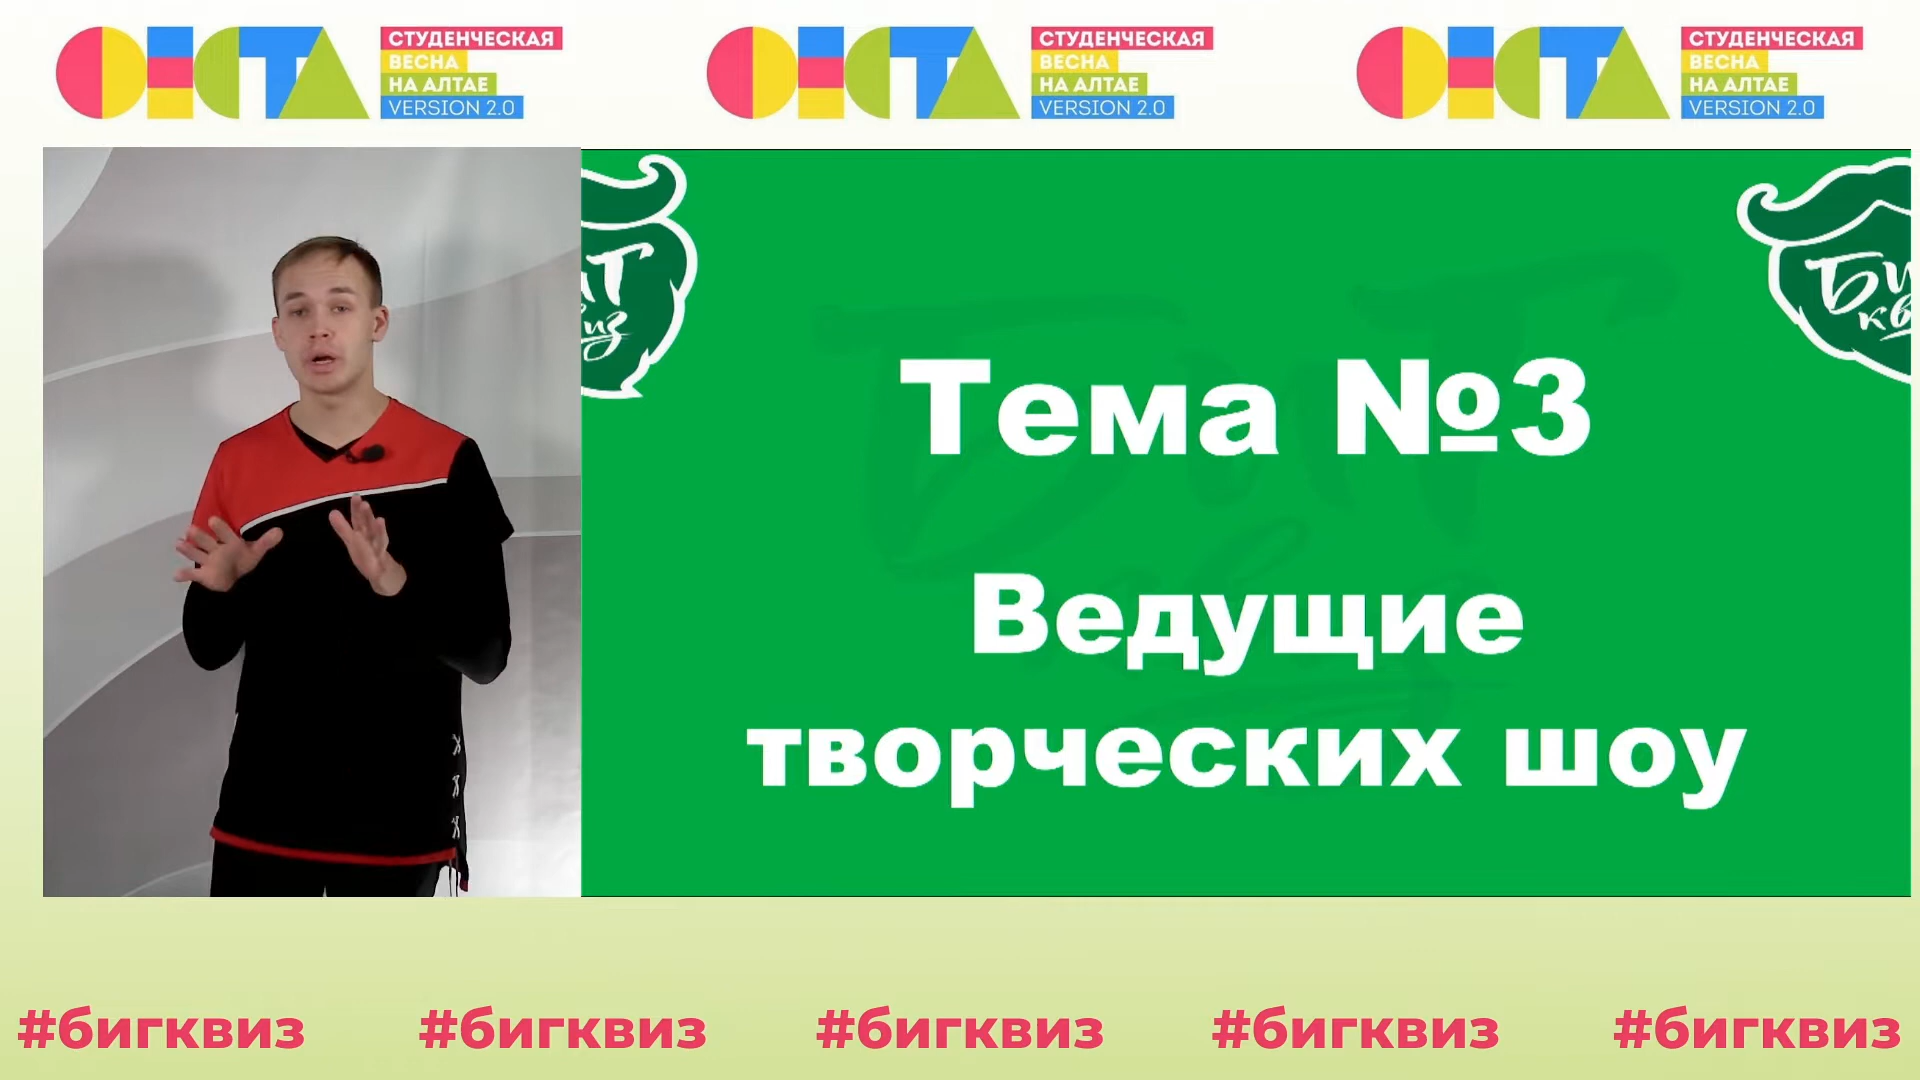 СТУДЕНЧЕСКАЯ
ВЕСНА
НА АЛТАЕ
VERSION 2.0
СТУДЕНЧЕСКАЯ
ВЕСНА
НА АЛТАЕ
VERSION 2.0
СТУДЕНЧЕСКАЯ
ВЕСНА
НА АЛТАЕ
VERSION 2.0
Тема №3
Ведущие
творческих шоу
#бигквиз #бигквиз #бигквиз #бигквиз #бигквиз